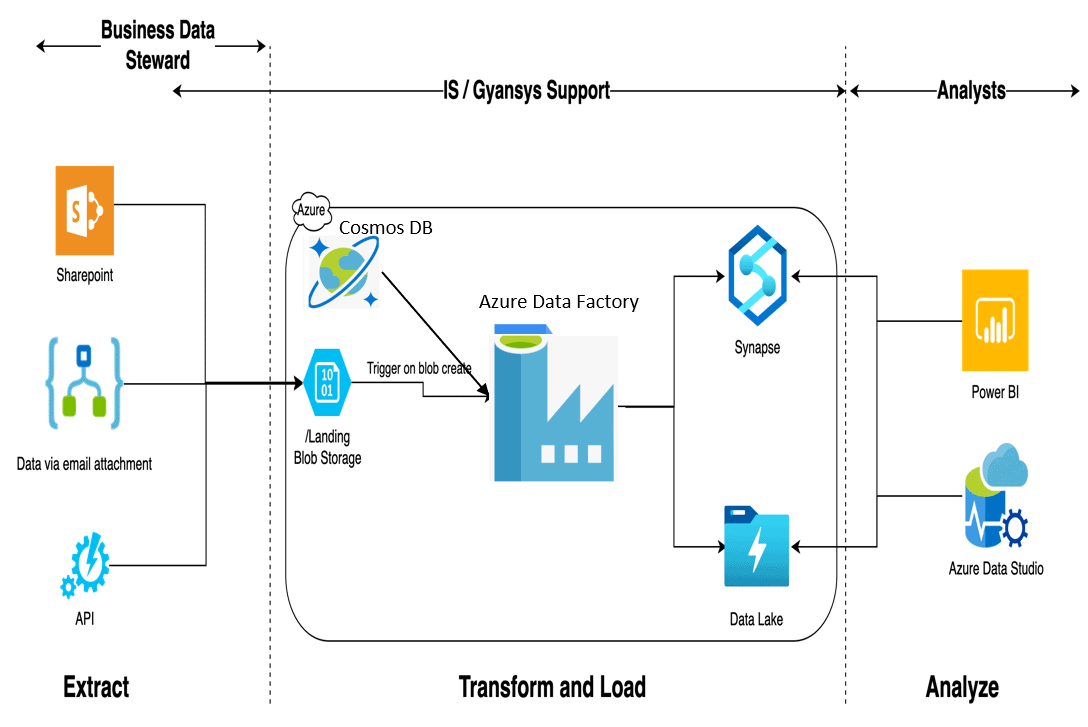 Business Data
Steward
IS / Gyansys Support
Analysts
Azure
Cosmos DB
S
Sharepoint
Azure Data Factory
Synapse
Power BI
Trigger on blob create
10
01
/Landing
Blob Storage
Data via email attachment
Azure Data Studio
API
Data Lake
Extract
Transform and Load
Analyze